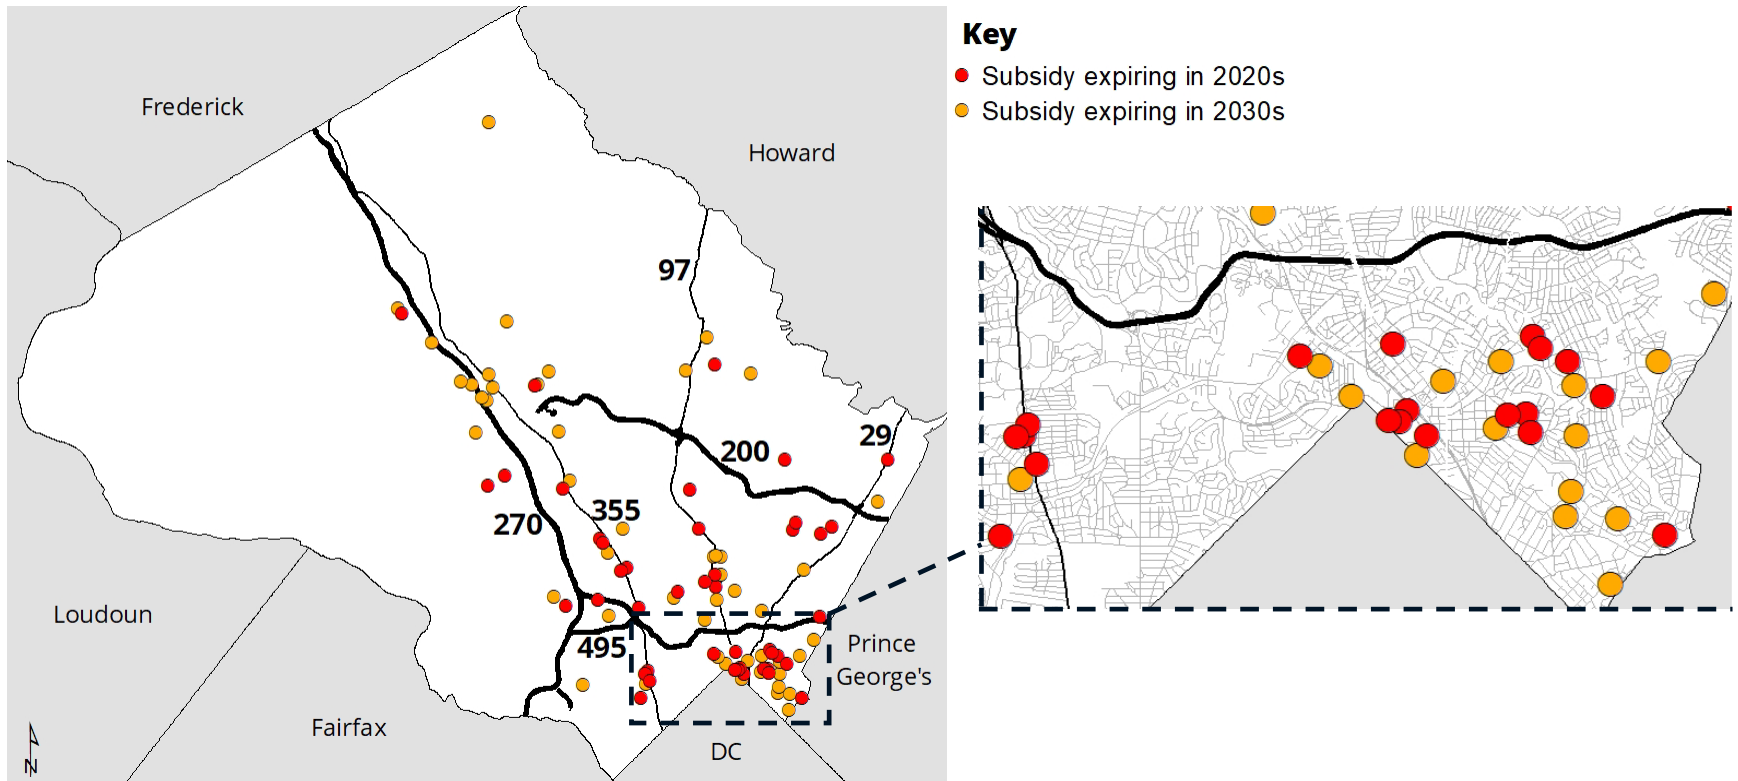 Key
Subsidy expiring in 2020s
Subsidy expiring in 2030s
Frederick
Howard
97
29
200
355
270
Loudoun
495
Prince
George's
Fairfax
DC
N